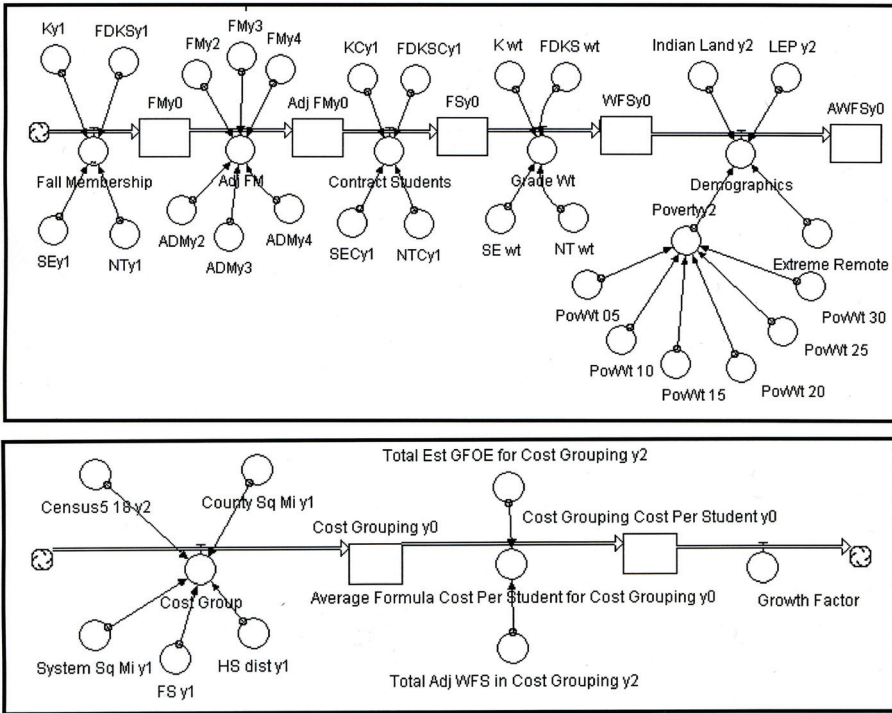 Ky1
FDKSy1
FMy2
FMy3
FMy4
KCy1
FDKSCy1
K wt
FDKS wt
Indian Land y2
LEP y2
FMy0
Adj FMy0
FSy0
WFSy0
AWFSy0
Fall Membership
Adj FM
Contract Students
Grade Wt
Demographics
SEy1
NTy1
ADMy2
ADMy3
ADMy4
SECy1
NTCy1
SE wt
NT wt
Povertyy2
Extreme Remote
PovWt 05
PovWt 10
PovWt 15
PovWt 20
PovWt 25
PovWt 30
Total Est GFOE for Cost Grouping y2
Census5 18 y2
County Sq Mi y1
Cost Grouping y0
Cost Grouping Cost Per Student y0
Cost Group
Average Formula Cost Per Student for Cost Grouping y0
Growth Factor
System Sq Mi y1
FS y1
HS dist y1
Total Adj WFS in Cost Grouping y2